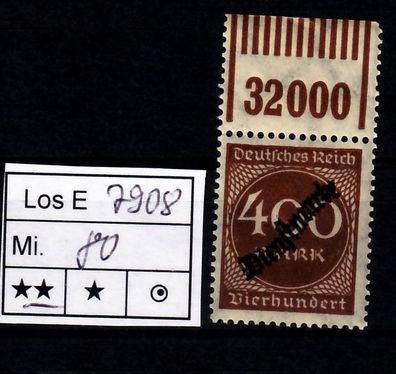 32000
Deutsches Reich
400
MARK
Dienstmarke
Vierhundert
Los E 7908
Mi. 80
★★ ★ ⊙